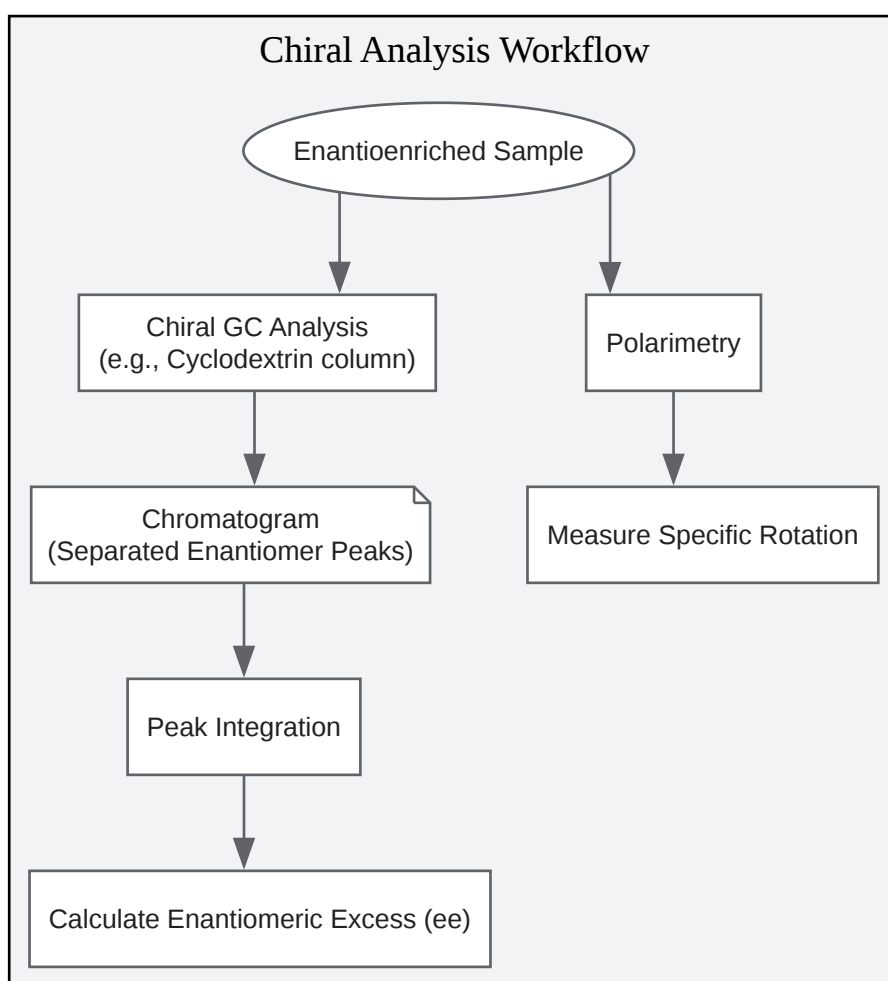 Chiral Analysis Workflow
Enantioenriched Sample
Chiral GC Analysis
(e.g., Cyclodextrin column)
Polarimetry
Chromatogram
(Separated Enantiomer Peaks)
Measure Specific Rotation
Peak Integration
Calculate Enantiomeric Excess (ee)